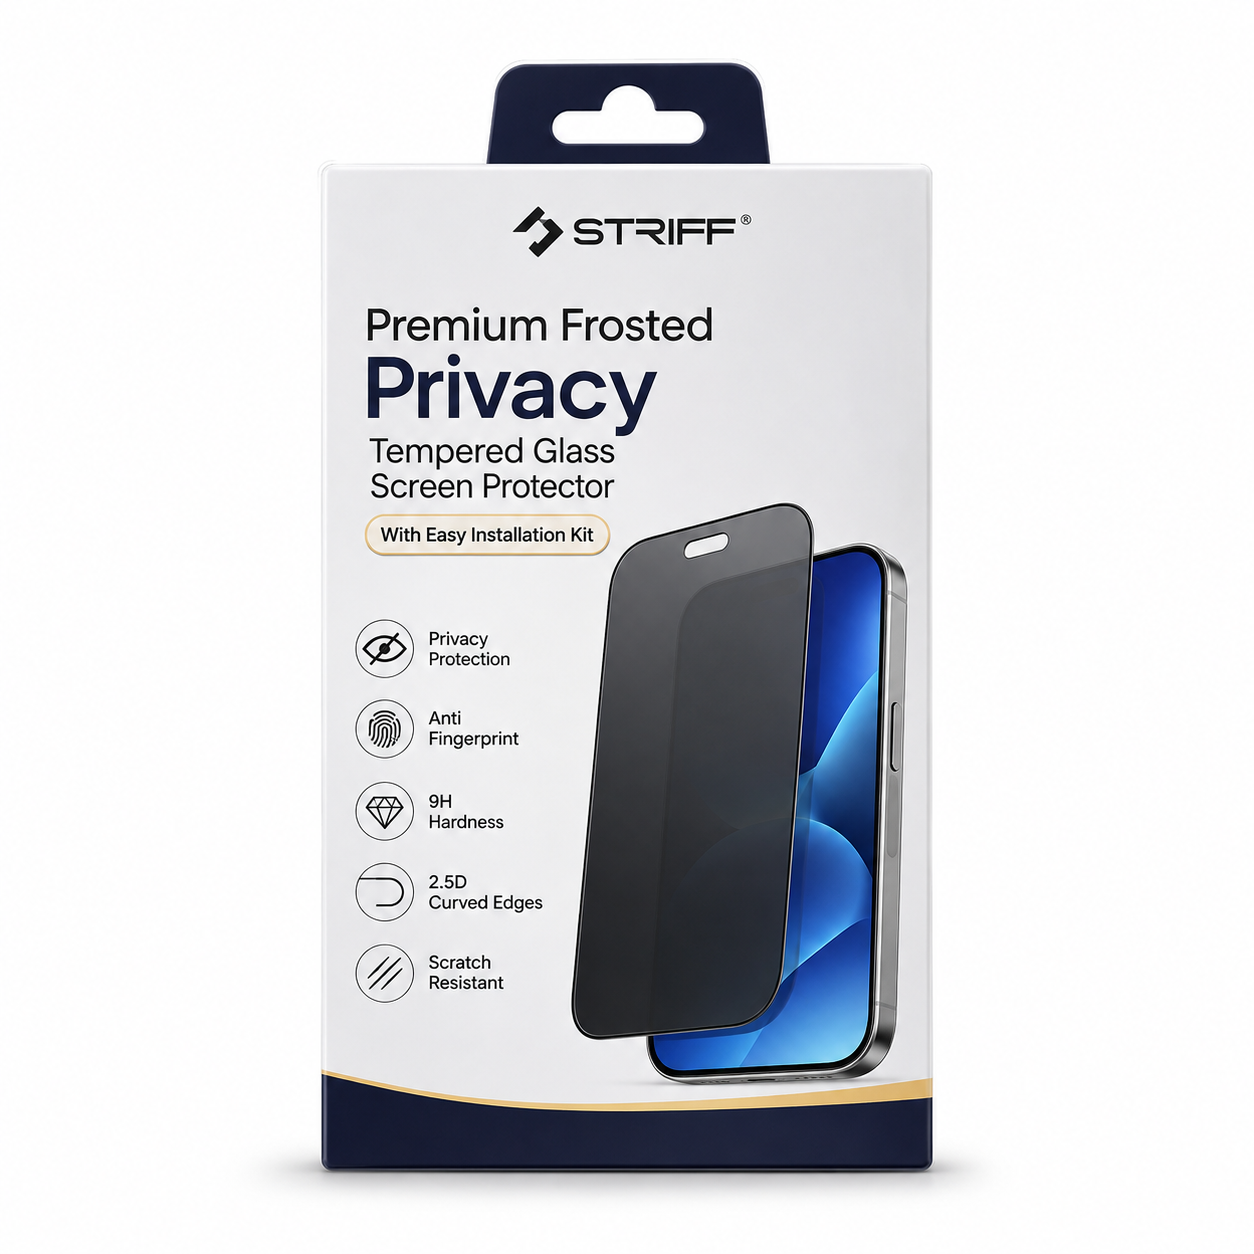 STRIFF®
Premium Frosted
Privacy
Tempered Glass
Screen Protector
With Easy Installation Kit
Privacy
Protection
Anti
Fingerprint
9H
Hardness
2.5D
Curved Edges
Scratch
Resistant